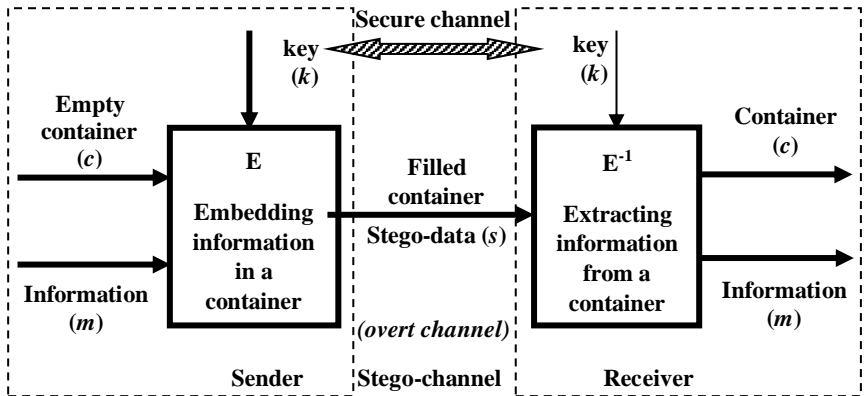 Secure channel
key
(k)
key
(k)
Empty
container
(c)
E
Embedding
information
in a
container
Information
(m)
Filled
container
Stego-data (s)
(overt channel)
E-1
Extracting
information
from a
container
Container
(c)
Information
(m)
Sender
Stego-channel
Receiver